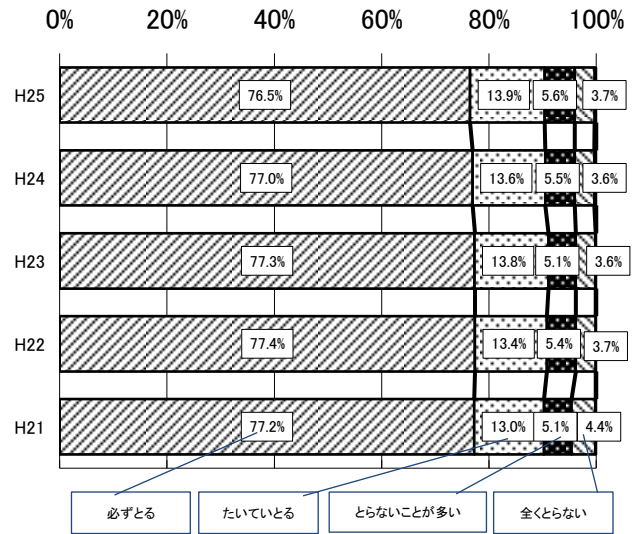 0% 20% 40% 60% 80% 100%
H25 76.5% 13.9% 5.6% 3.7%
H24 77.0% 13.6% 5.5% 3.6%
H23 77.3% 13.8% 5.1% 3.6%
H22 77.4% 13.4% 5.4% 3.7%
H21 77.2% 13.0% 5.1% 4.4%
必ずとる たいていとる とらないことが多い 全くとらない